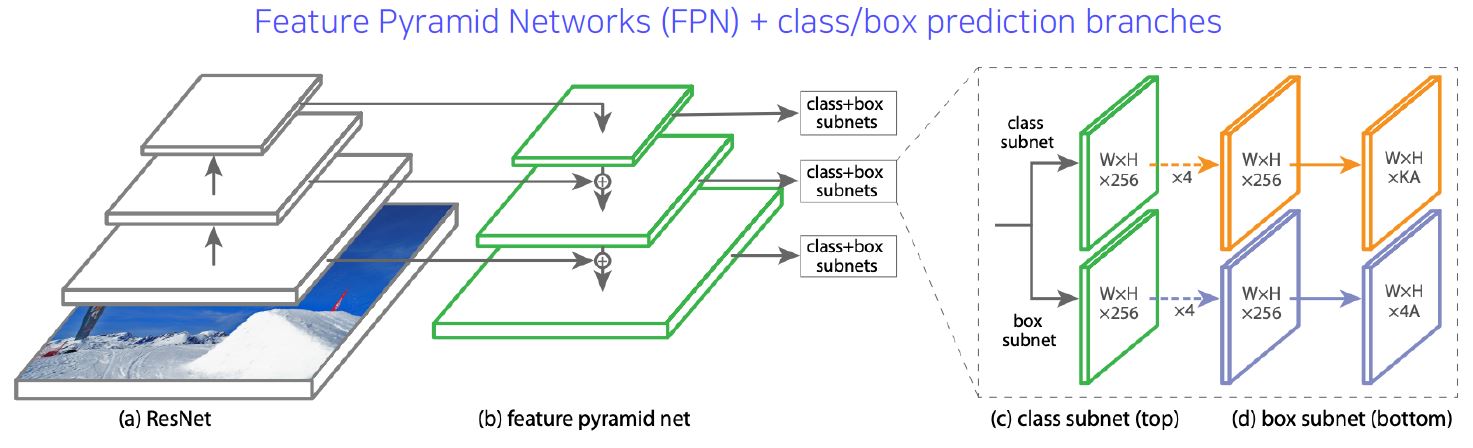 Feature Pyramid Networks (FPN) + class/box prediction branches
class+box
subnets
class+box
subnets
class+box
subnets
+
+
class
subnet
W×H
×256
×4
W×H
×256
W×H
×KA
box
subnet
W×H
×256
×4
W×H
×256
W×H
×4A
(a) ResNet
(b) feature pyramid net
(c) class subnet (top)
(d) box subnet (bottom)